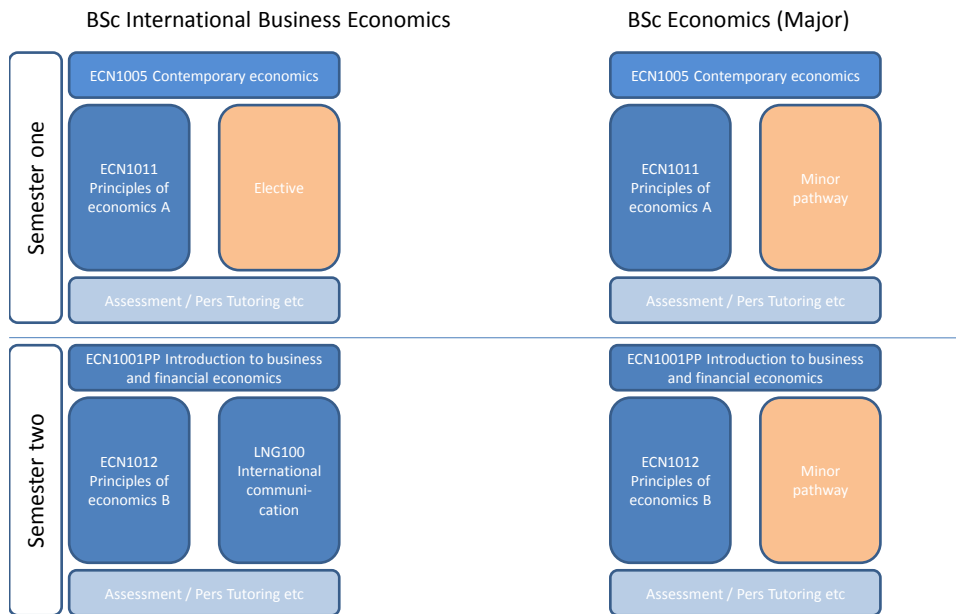 BSc International Business Economics
BSc Economics (Major)
Semester one
ECN1005 Contemporary economics
ECN1011
Principles of
economics A
Elective
Assessment / Pers Tutoring etc
ECN1005 Contemporary economics
ECN1011
Principles of
economics A
Minor
pathway
Assessment / Pers Tutoring etc
Semester two
ECN1001PP Introduction to business
and financial economics
ECN1012
Principles of
economics B
LNG100
International
communi-
cation
Assessment / Pers Tutoring etc
ECN1001PP Introduction to business
and financial economics
ECN1012
Principles of
economics B
Minor
pathway
Assessment / Pers Tutoring etc